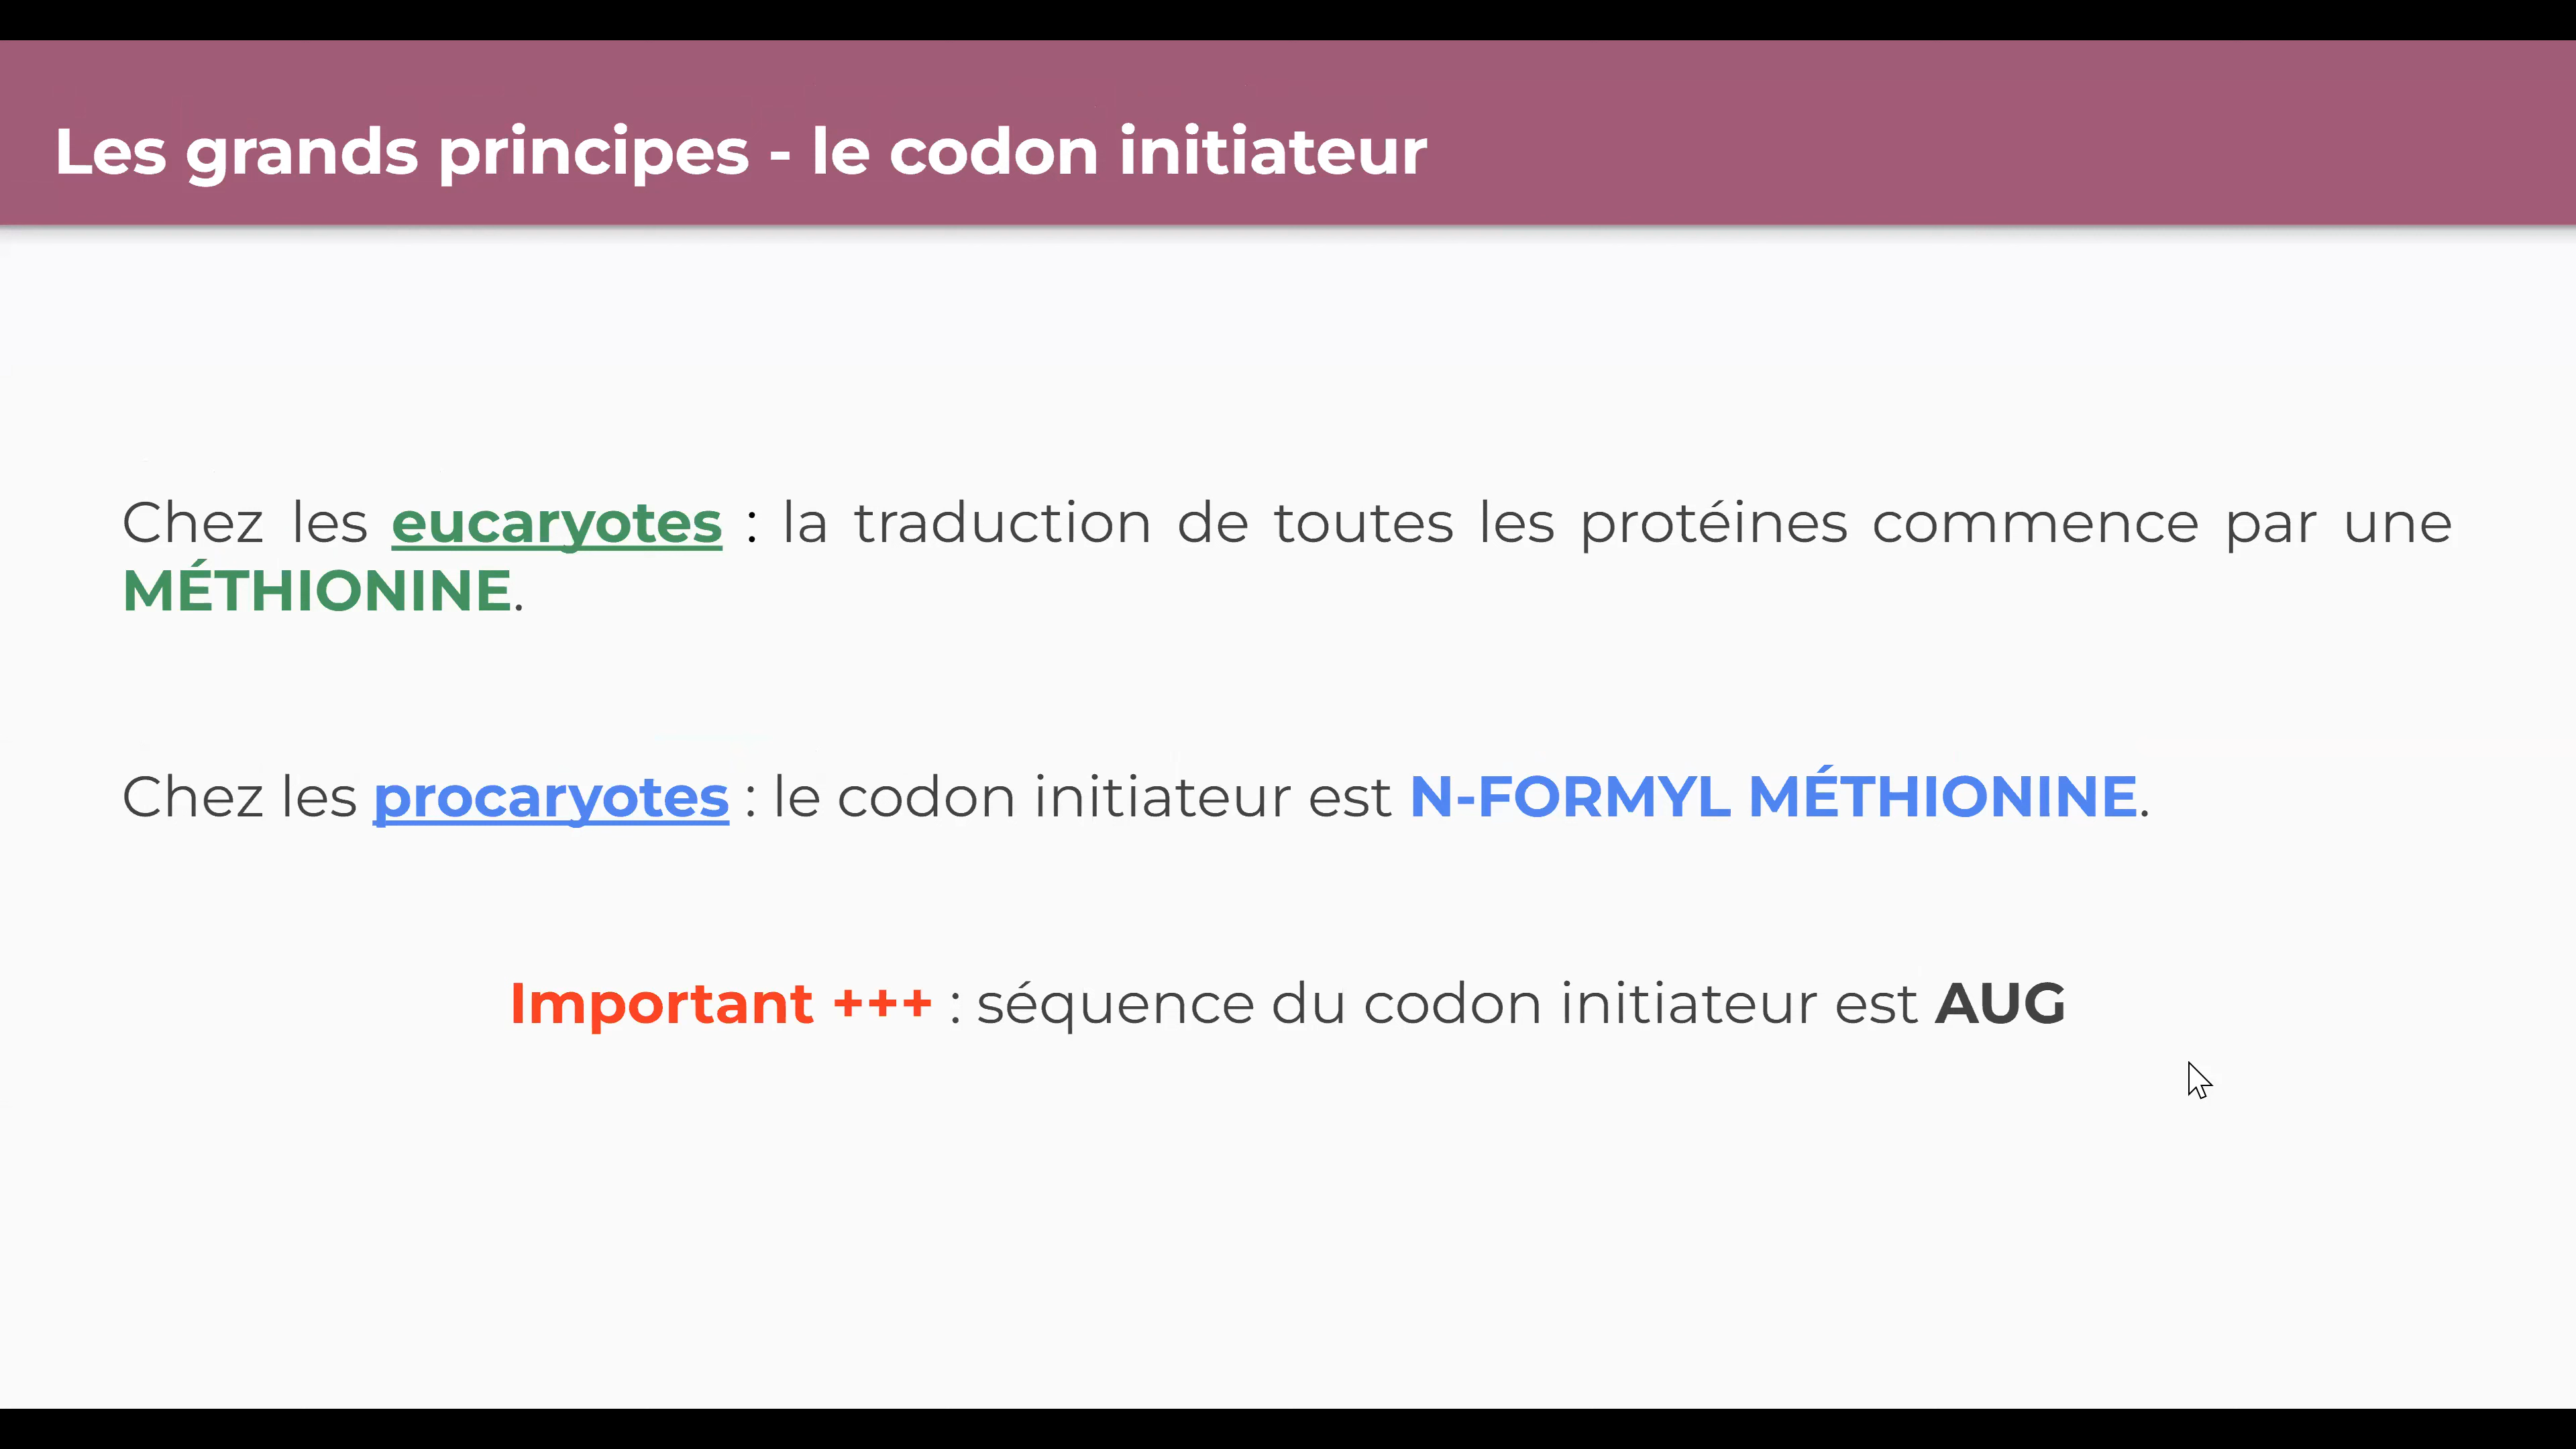 Les grands principes - le codon initiateur
Chez les eucaryotes : la traduction de toutes les protéines commence par une
MÉTHIONINE.
Chez les procaryotes : le codon initiateur est N-FORMYL MÉTHIONINE.
Important +++ : séquence du codon initiateur est AUG